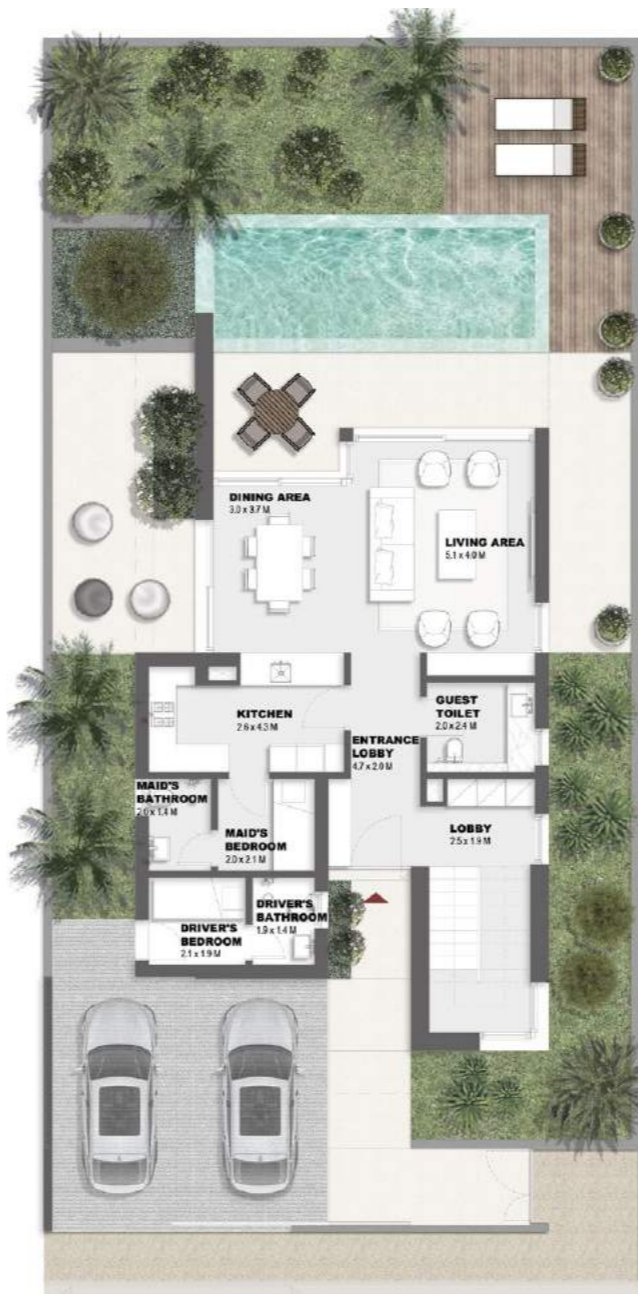 DINING AREA
3.0 x 3.7 M
LIVING AREA
5.1 x 4.0 M
KITCHEN
2.6 x 4.3 M
GUEST
TOILET
2.0 x 2.4 M
ENTRANCE
LOBBY
4.7 x 2.0 M
MAID'S
BATHROOM
2.0 x 1.4 M
MAID'S
BEDROOM
2.0 x 2.1 M
LOBBY
2.5 x 1.9 M
DRIVER'S
BATHROOM
1.9 x 1.4 M
DRIVER'S
BEDROOM
2.1 x 1.9 M